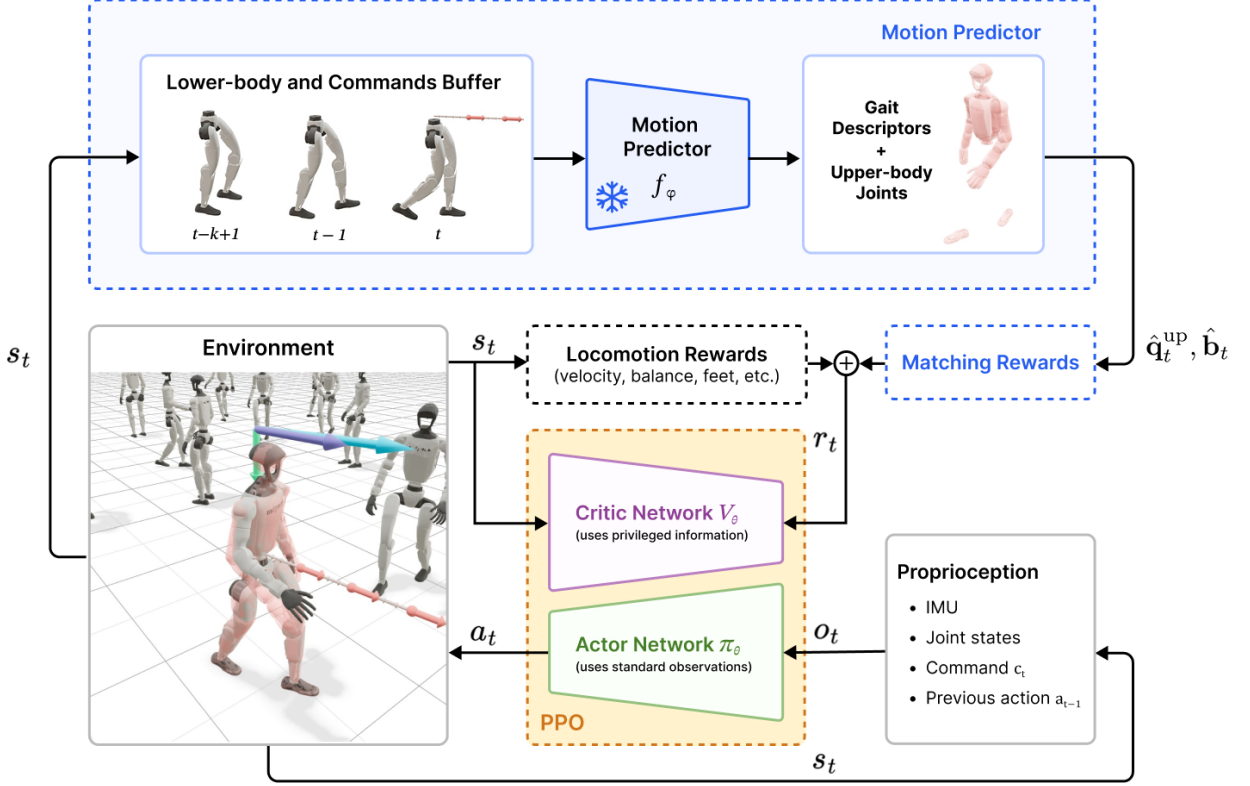 Motion Predictor
Lower-body and Commands Buffer
t−k+1
t − 1
t
Motion
Predictor
f_φ
Gait
Descriptors
+
Upper-body
Joints
s_t
Environment
s_t
Locomotion Rewards
(velocity, balance, feet, etc.)
+
Matching Rewards
q̂_t^up, b̂_t
r_t
Critic Network V_θ
(uses privileged information)
Actor Network π_θ
(uses standard observations)
PPO
a_t
o_t
Proprioception
• IMU
• Joint states
• Command c_t
• Previous action a_{t−1}
s_t